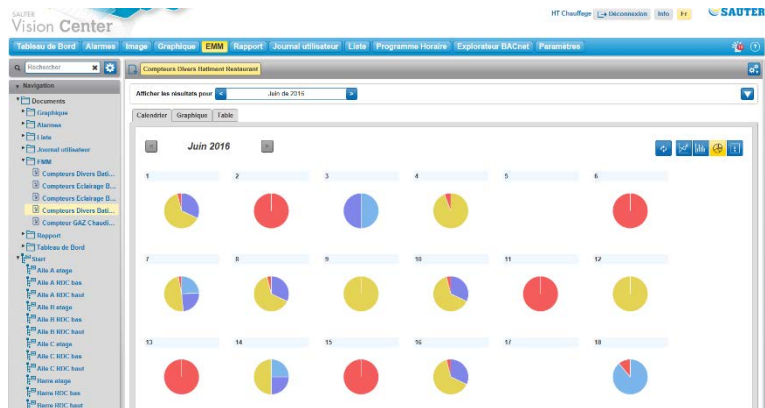 SAUTER
Vision Center
HT Chauffage Déconnexion Info Fr
SAUTER
Tableau de Bord Alarmes Image Graphique EMM Rapport Journal utilisateur Liste Programme Horaire Explorateur BACnet Paramètres
Rechercher
Compteurs Divers Batiment Restaurant
Navigation
Afficher les résultats pour < Juin de 2016 >
Documents
Graphique
Calendrier Graphique Table
Alarmes
Liste
Juin 2016
Journal utilisateur
EMM
Compteurs Divers Bati...
1 2 3 4 5 6
Compteurs Eclairage B...
Compteurs Eclairage B...
Compteurs Divers Bati...
Compteur GAZ Chaudi...
Rapport
Tableau de Bord
Start
7 8 9 10 11 12
Aile A etage
Aile A RDC bas
Aile A RDC haut
Aile B etage
Aile B RDC bas
Aile B RDC haut
13 14 15 16 17 18
Aile C etage
Aile C RDC bas
Aile C RDC haut
Barre etage
Barre RDC bas
Barre RDC haut